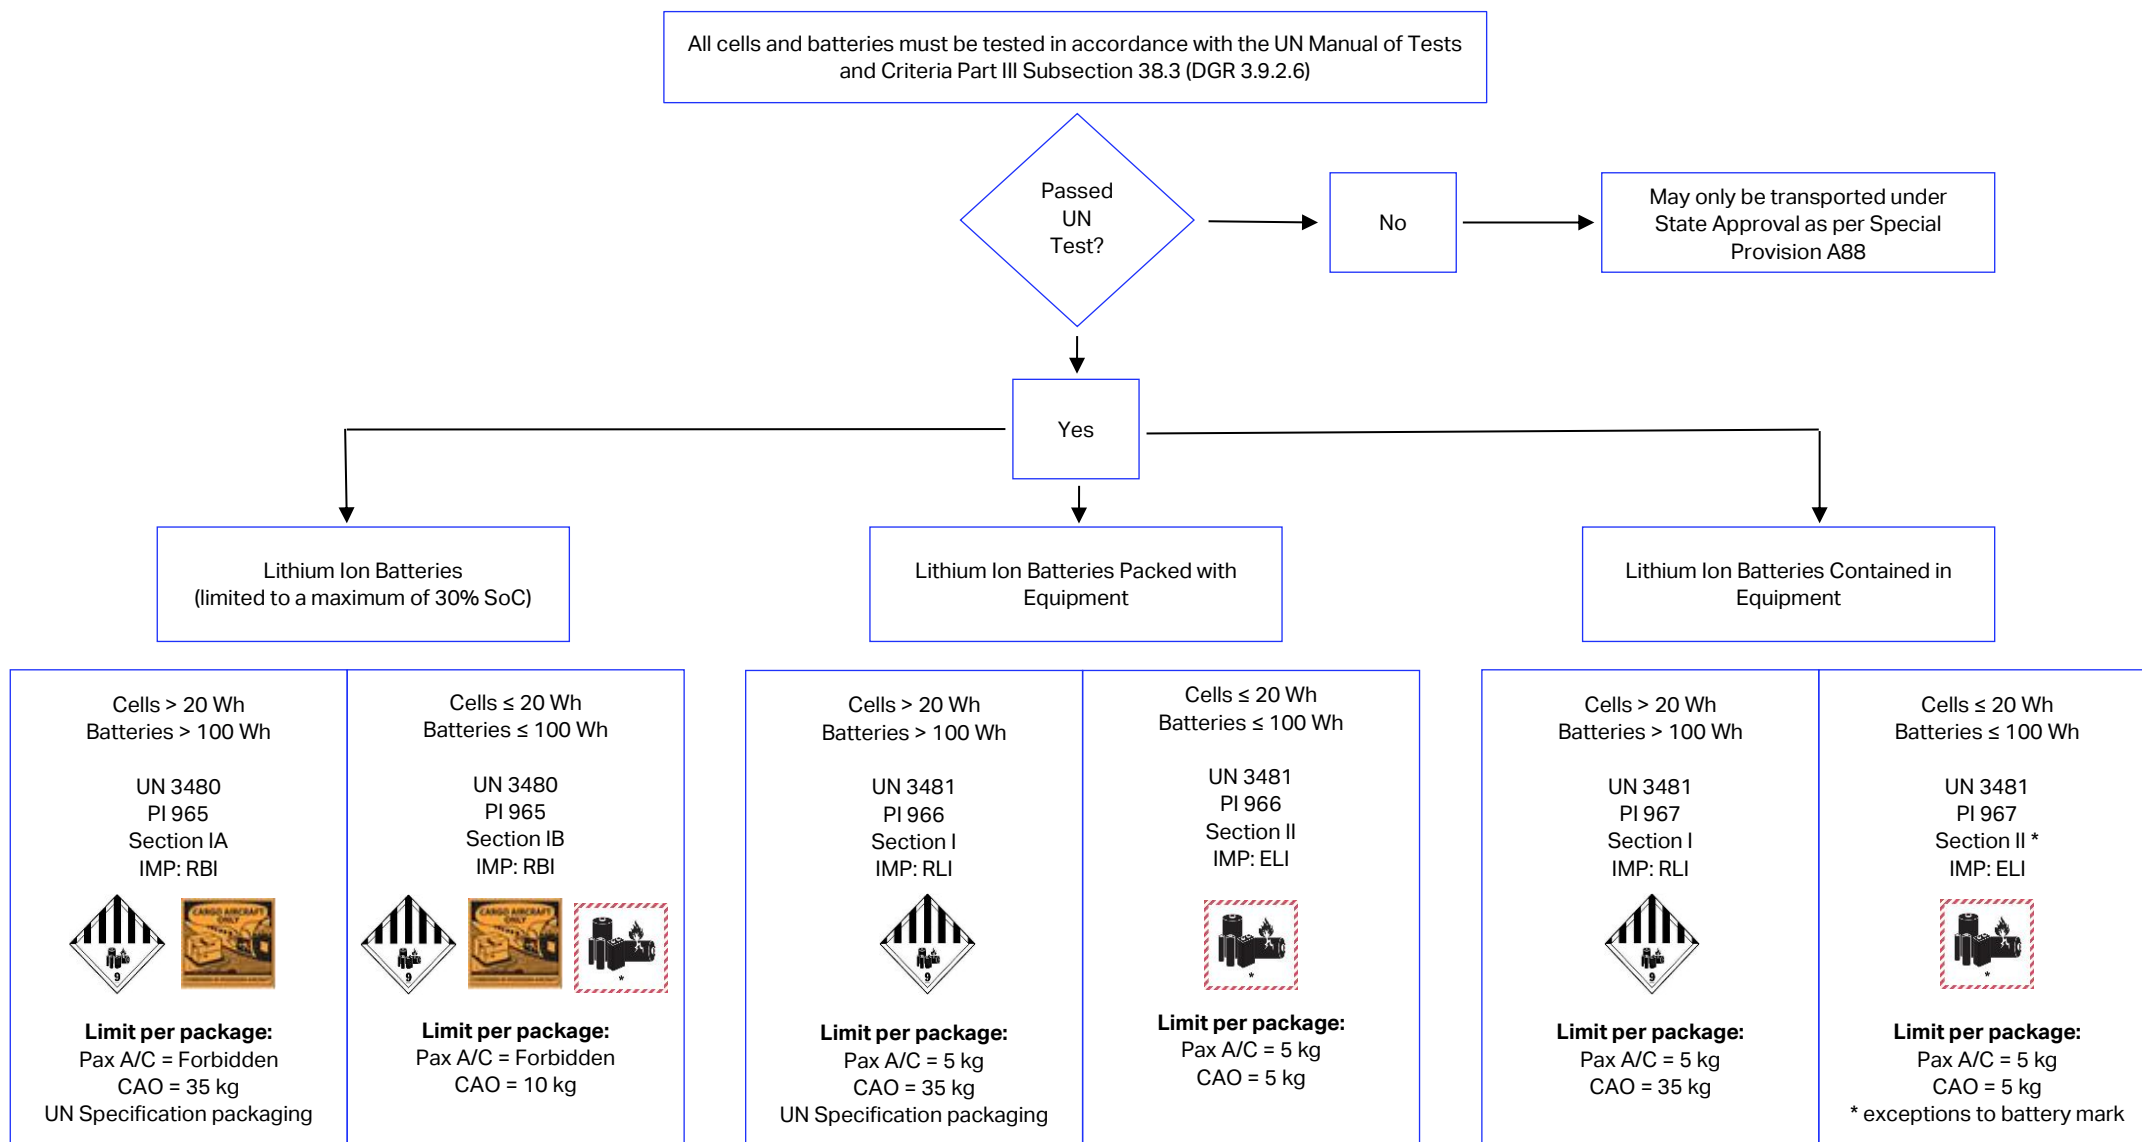 All cells and batteries must be tested in accordance with the UN Manual of Tests
and Criteria Part III Subsection 38.3 (DGR 3.9.2.6)
Passed
UN
Test?
No
May only be transported under
State Approval as per Special
Provision A88
Yes
Lithium Ion Batteries
(limited to a maximum of 30% SoC)
Lithium Ion Batteries Packed with
Equipment
Lithium Ion Batteries Contained in
Equipment
Cells > 20 Wh
Batteries > 100 Wh
UN 3480
PI 965
Section IA
IMP: RBI
9
CARGO AIRCRAFT
ONLY
Limit per package:
Pax A/C = Forbidden
CAO = 35 kg
UN Specification packaging
Cells ≤ 20 Wh
Batteries ≤ 100 Wh
UN 3480
PI 965
Section IB
IMP: RBI
9
CARGO AIRCRAFT
ONLY
*
Limit per package:
Pax A/C = Forbidden
CAO = 10 kg
Cells > 20 Wh
Batteries > 100 Wh
UN 3481
PI 966
Section I
IMP: RLI
9
Limit per package:
Pax A/C = 5 kg
CAO = 35 kg
UN Specification packaging
Cells ≤ 20 Wh
Batteries ≤ 100 Wh
UN 3481
PI 966
Section II
IMP: ELI
*
Limit per package:
Pax A/C = 5 kg
CAO = 5 kg
Cells > 20 Wh
Batteries > 100 Wh
UN 3481
PI 967
Section I
IMP: RLI
9
Limit per package:
Pax A/C = 5 kg
CAO = 35 kg
Cells ≤ 20 Wh
Batteries ≤ 100 Wh
UN 3481
PI 967
Section II *
IMP: ELI
*
Limit per package:
Pax A/C = 5 kg
CAO = 5 kg
* exceptions to battery mark